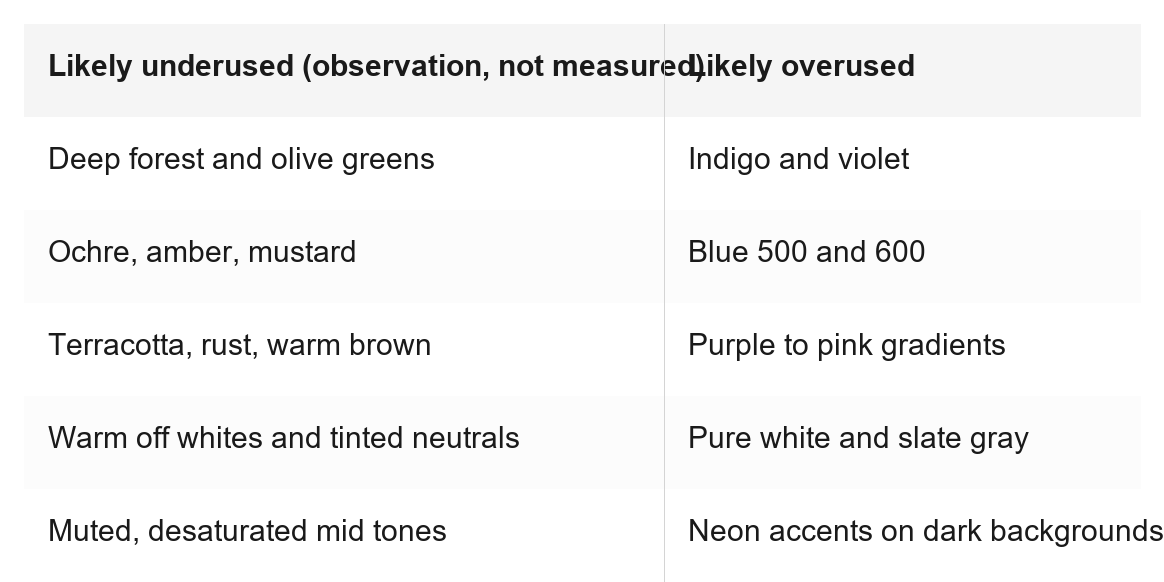 Likely underused (observation, not measured) Likely overused
Deep forest and olive greens Indigo and violet
Ochre, amber, mustard Blue 500 and 600
Terracotta, rust, warm brown Purple to pink gradients
Warm off whites and tinted neutrals Pure white and slate gray
Muted, desaturated mid tones Neon accents on dark backgrounds